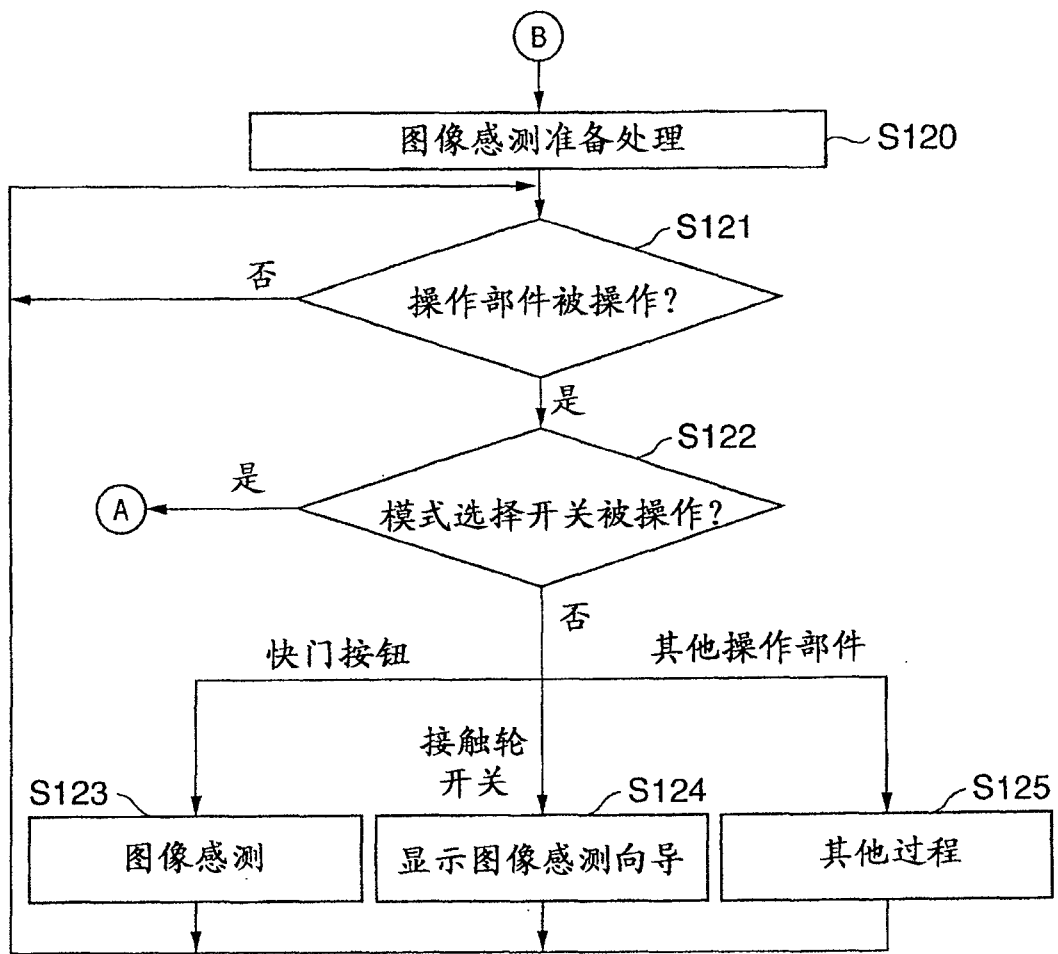 B
图像感测准备处理
S120
S121
否
操作部件被操作?
是
S122
是
A
模式选择开关被操作?
否
快门按钮
其他操作部件
接触轮
开关
S123
S124
S125
图像感测
显示图像感测向导
其他过程